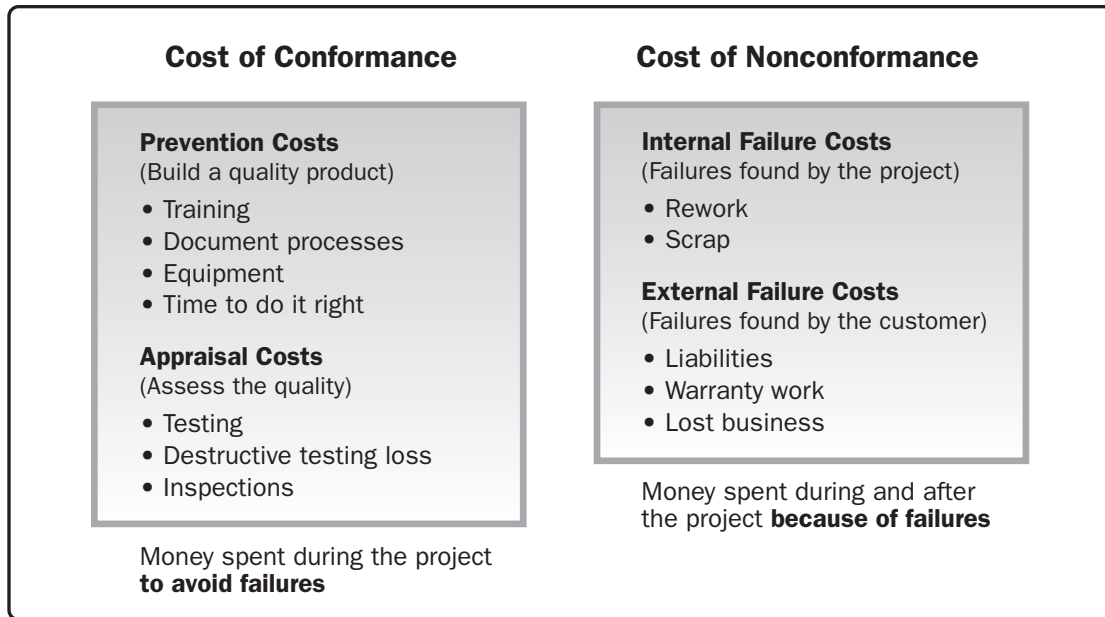 Cost of Conformance
Prevention Costs
(Build a quality product)
• Training
• Document processes
• Equipment
• Time to do it right
Appraisal Costs
(Assess the quality)
• Testing
• Destructive testing loss
• Inspections
Money spent during the project
to avoid failures
Cost of Nonconformance
Internal Failure Costs
(Failures found by the project)
• Rework
• Scrap
External Failure Costs
(Failures found by the customer)
• Liabilities
• Warranty work
• Lost business
Money spent during and after
the project because of failures